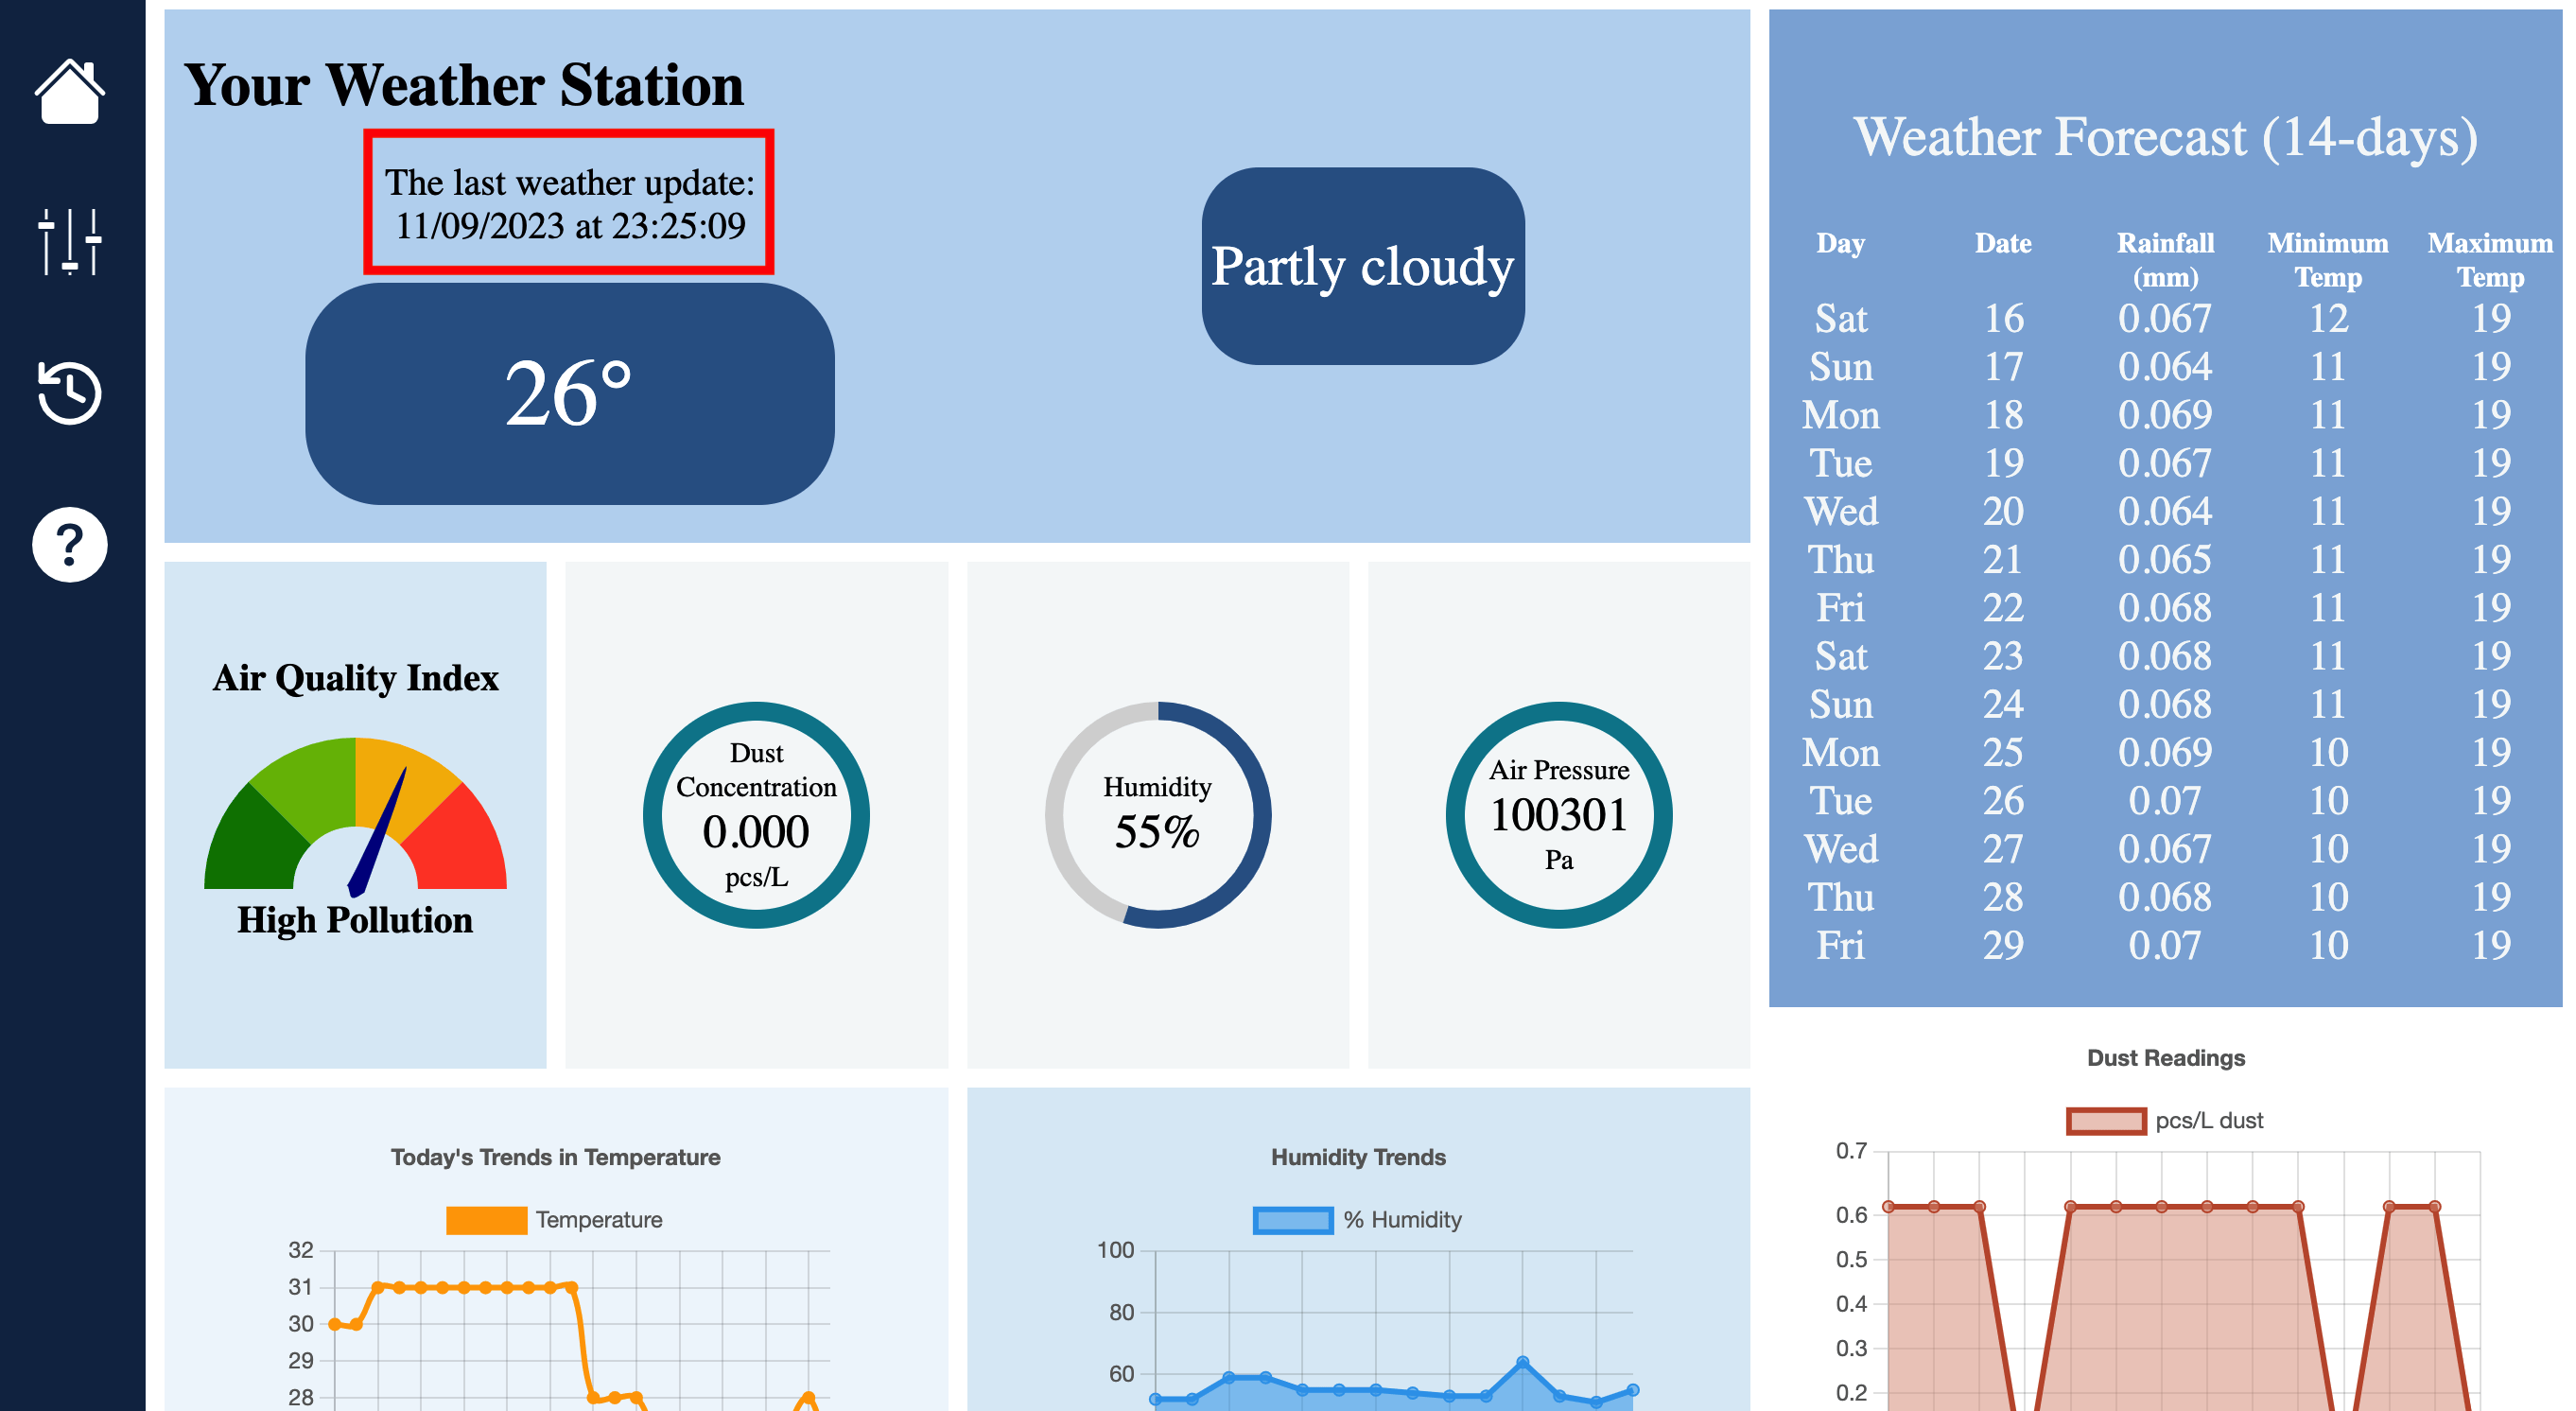 Your Weather Station
The last weather update:
11/09/2023 at 23:25:09
26°
Partly cloudy
Air Quality Index
High Pollution
Dust
Concentration
0.000
pcs/L
Humidity
55%
Air Pressure
100301
Pa
Weather Forecast (14-days)
Day Date Rainfall (mm) Minimum Temp Maximum Temp
Sat 16 0.067 12 19
Sun 17 0.064 11 19
Mon 18 0.069 11 19
Tue 19 0.067 11 19
Wed 20 0.064 11 19
Thu 21 0.065 11 19
Fri 22 0.068 11 19
Sat 23 0.068 11 19
Sun 24 0.068 11 19
Mon 25 0.069 10 19
Tue 26 0.07 10 19
Wed 27 0.067 10 19
Thu 28 0.068 10 19
Fri 29 0.07 10 19
Today's Trends in Temperature
Temperature
32
31
30
29
28
Humidity Trends
% Humidity
100
80
60
Dust Readings
pcs/L dust
0.7
0.6
0.5
0.4
0.3
0.2
?